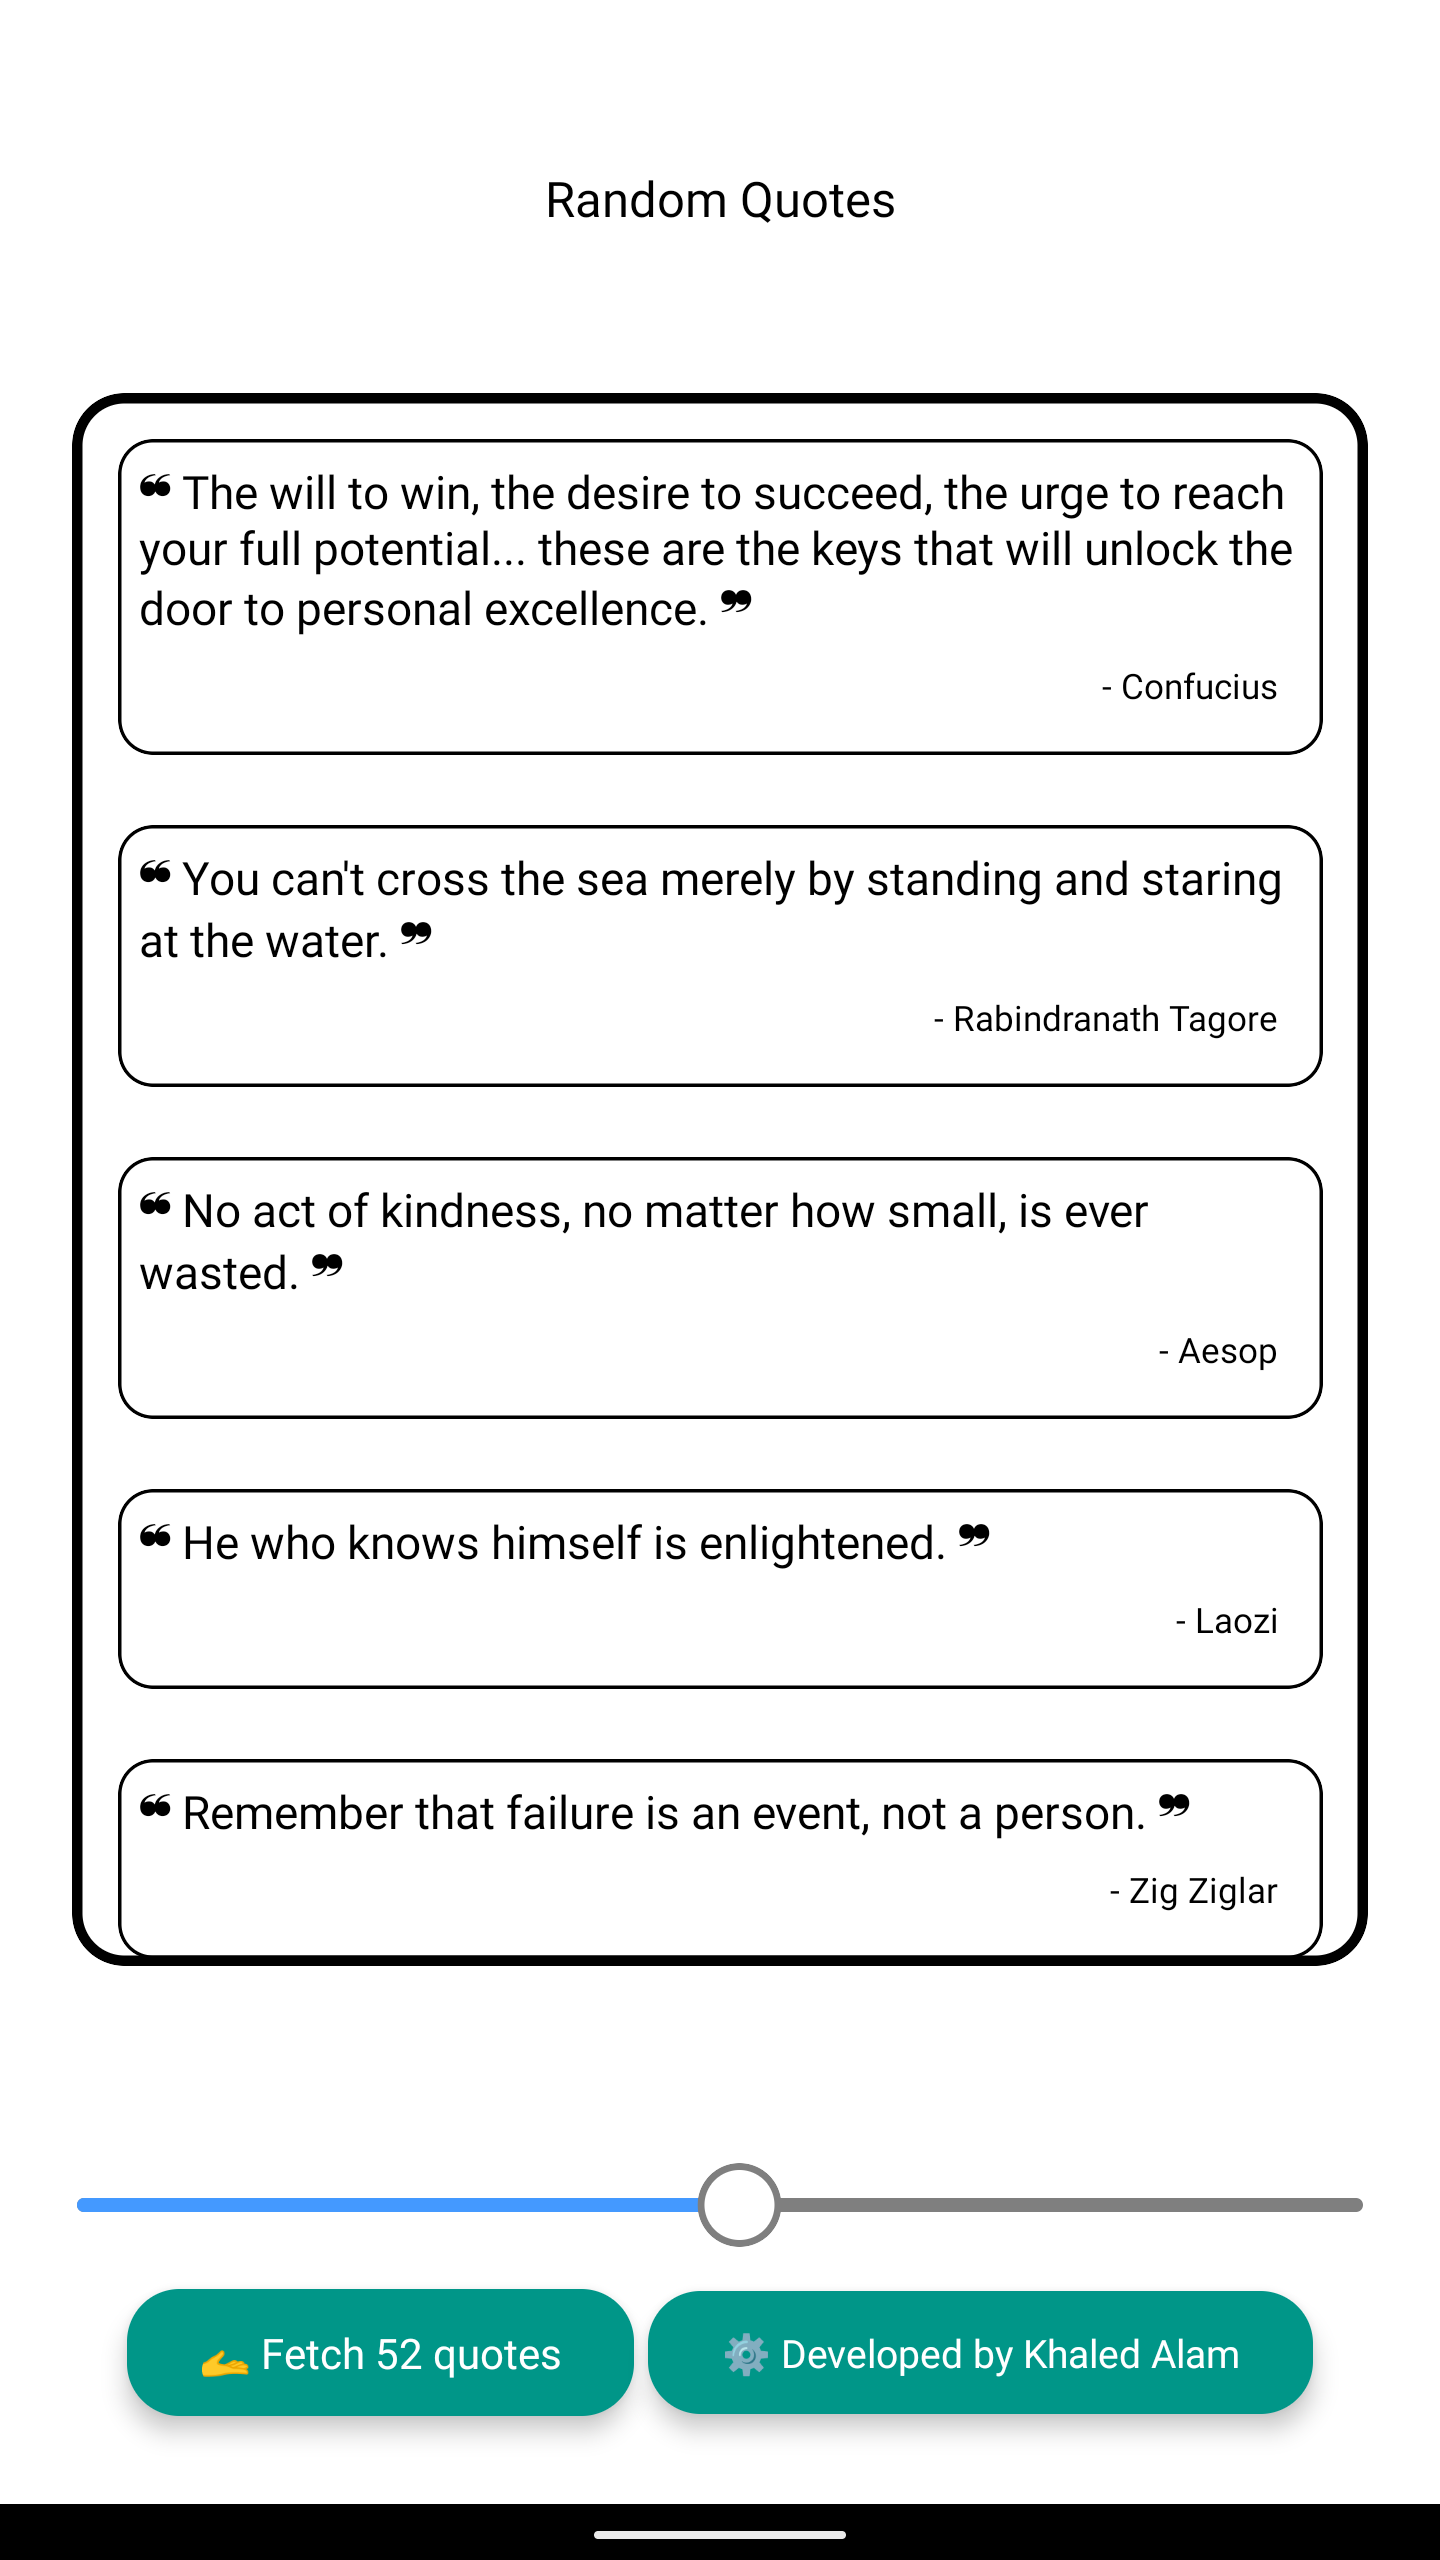 Random Quotes
❝ The will to win, the desire to succeed, the urge to reach
your full potential... these are the keys that will unlock the
door to personal excellence. ❞
- Confucius
❝ You can't cross the sea merely by standing and staring
at the water. ❞
- Rabindranath Tagore
❝ No act of kindness, no matter how small, is ever
wasted. ❞
- Aesop
❝ He who knows himself is enlightened. ❞
- Laozi
❝ Remember that failure is an event, not a person. ❞
- Zig Ziglar
🫴 Fetch 52 quotes
⚙️ Developed by Khaled Alam